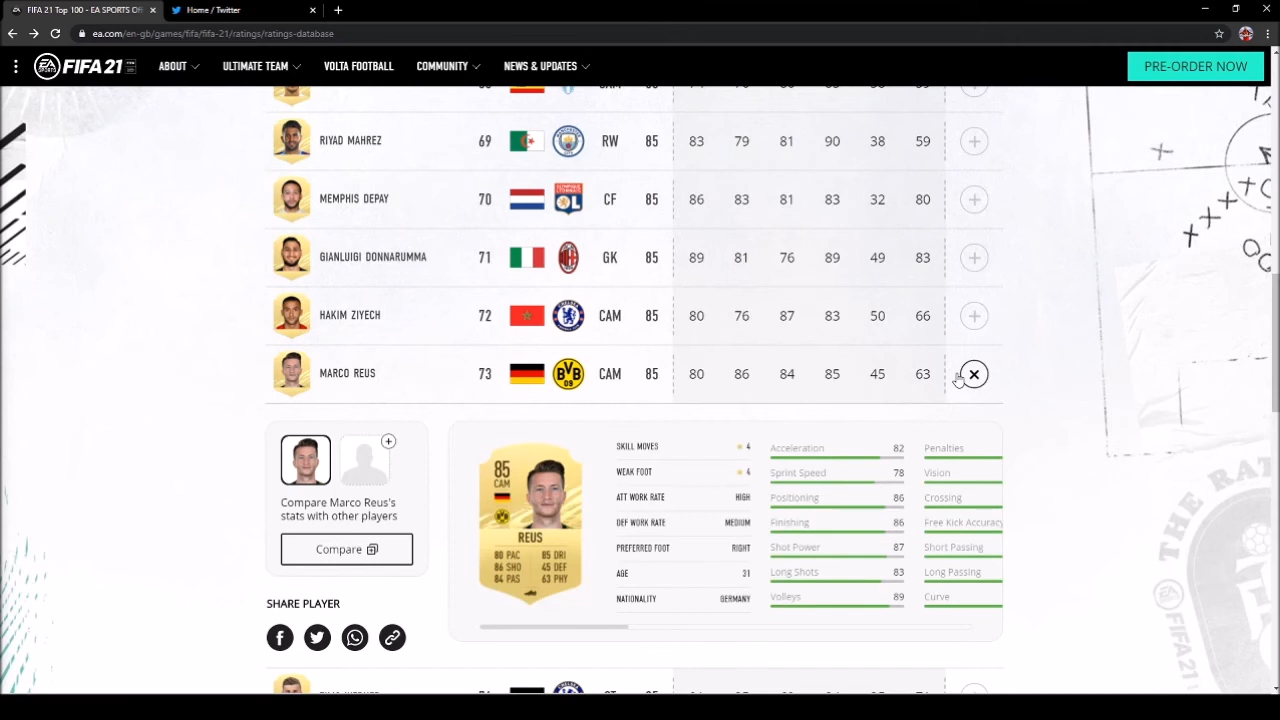 FIFA 21 Top 100 - EA SPORTS Off
Home / Twitter
ea.com/en-gb/games/fifa/fifa-21/ratings/ratings-database
EA SPORTS FIFA 21 ABOUT ULTIMATE TEAM VOLTA FOOTBALL COMMUNITY NEWS & UPDATES PRE-ORDER NOW
RIYAD MAHREZ 69 RW 85 83 79 81 90 38 59
MEMPHIS DEPAY 70 CF 85 86 83 81 83 32 80
GIANLUIGI DONNARUMMA 71 GK 85 89 81 76 89 49 83
HAKIM ZIYECH 72 CAM 85 80 76 87 83 50 66
MARCO REUS 73 BVB 09 CAM 85 80 86 84 85 45 63
Compare Marco Reus's
stats with other players
Compare
SHARE PLAYER
85
CAM
REUS
80 PAC 85 DRI
86 SHO 45 DEF
84 PAS 63 PHY
SKILL MOVES 4
WEAK FOOT 4
ATT WORK RATE HIGH
DEF WORK RATE MEDIUM
PREFERRED FOOT RIGHT
AGE 31
NATIONALITY GERMANY
Acceleration 82
Sprint Speed 78
Positioning 86
Finishing 86
Shot Power 87
Long Shots 83
Volleys 89
Penalties
Vision
Crossing
Free Kick Accuracy
Short Passing
Long Passing
Curve